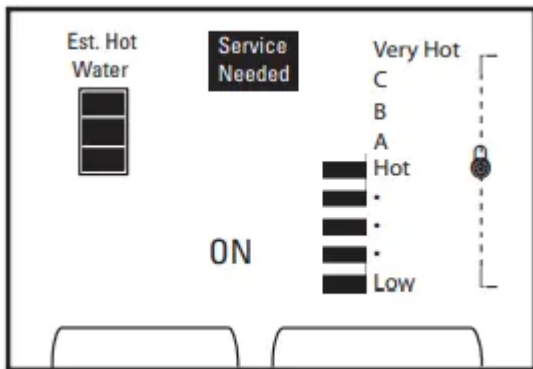 Est. Hot
Water
Service
Needed
Very Hot
C
B
A
Hot
•
•
•
Low
ON